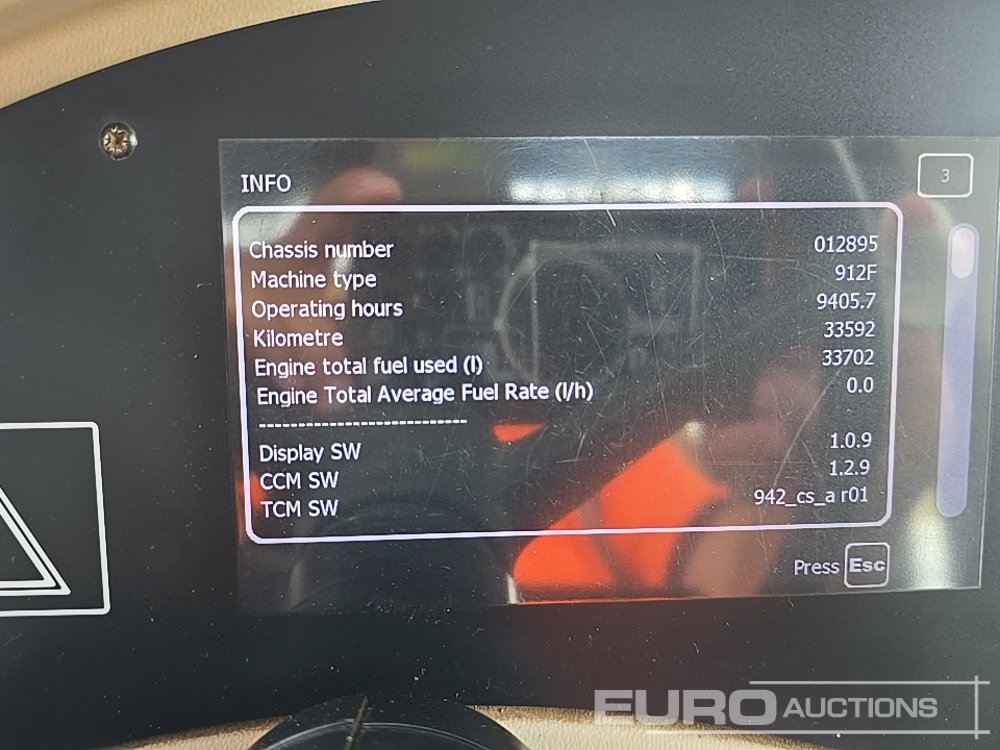 INFO
3
Chassis number 012895
Machine type 912F
Operating hours 9405.7
Kilometre 33592
Engine total fuel used (l) 33702
Engine Total Average Fuel Rate (l/h) 0.0
---------------------------
Display SW 1.0.9
CCM SW 1.2.9
TCM SW 942_cs_a r01
Press Esc
EURO AUCTIONS